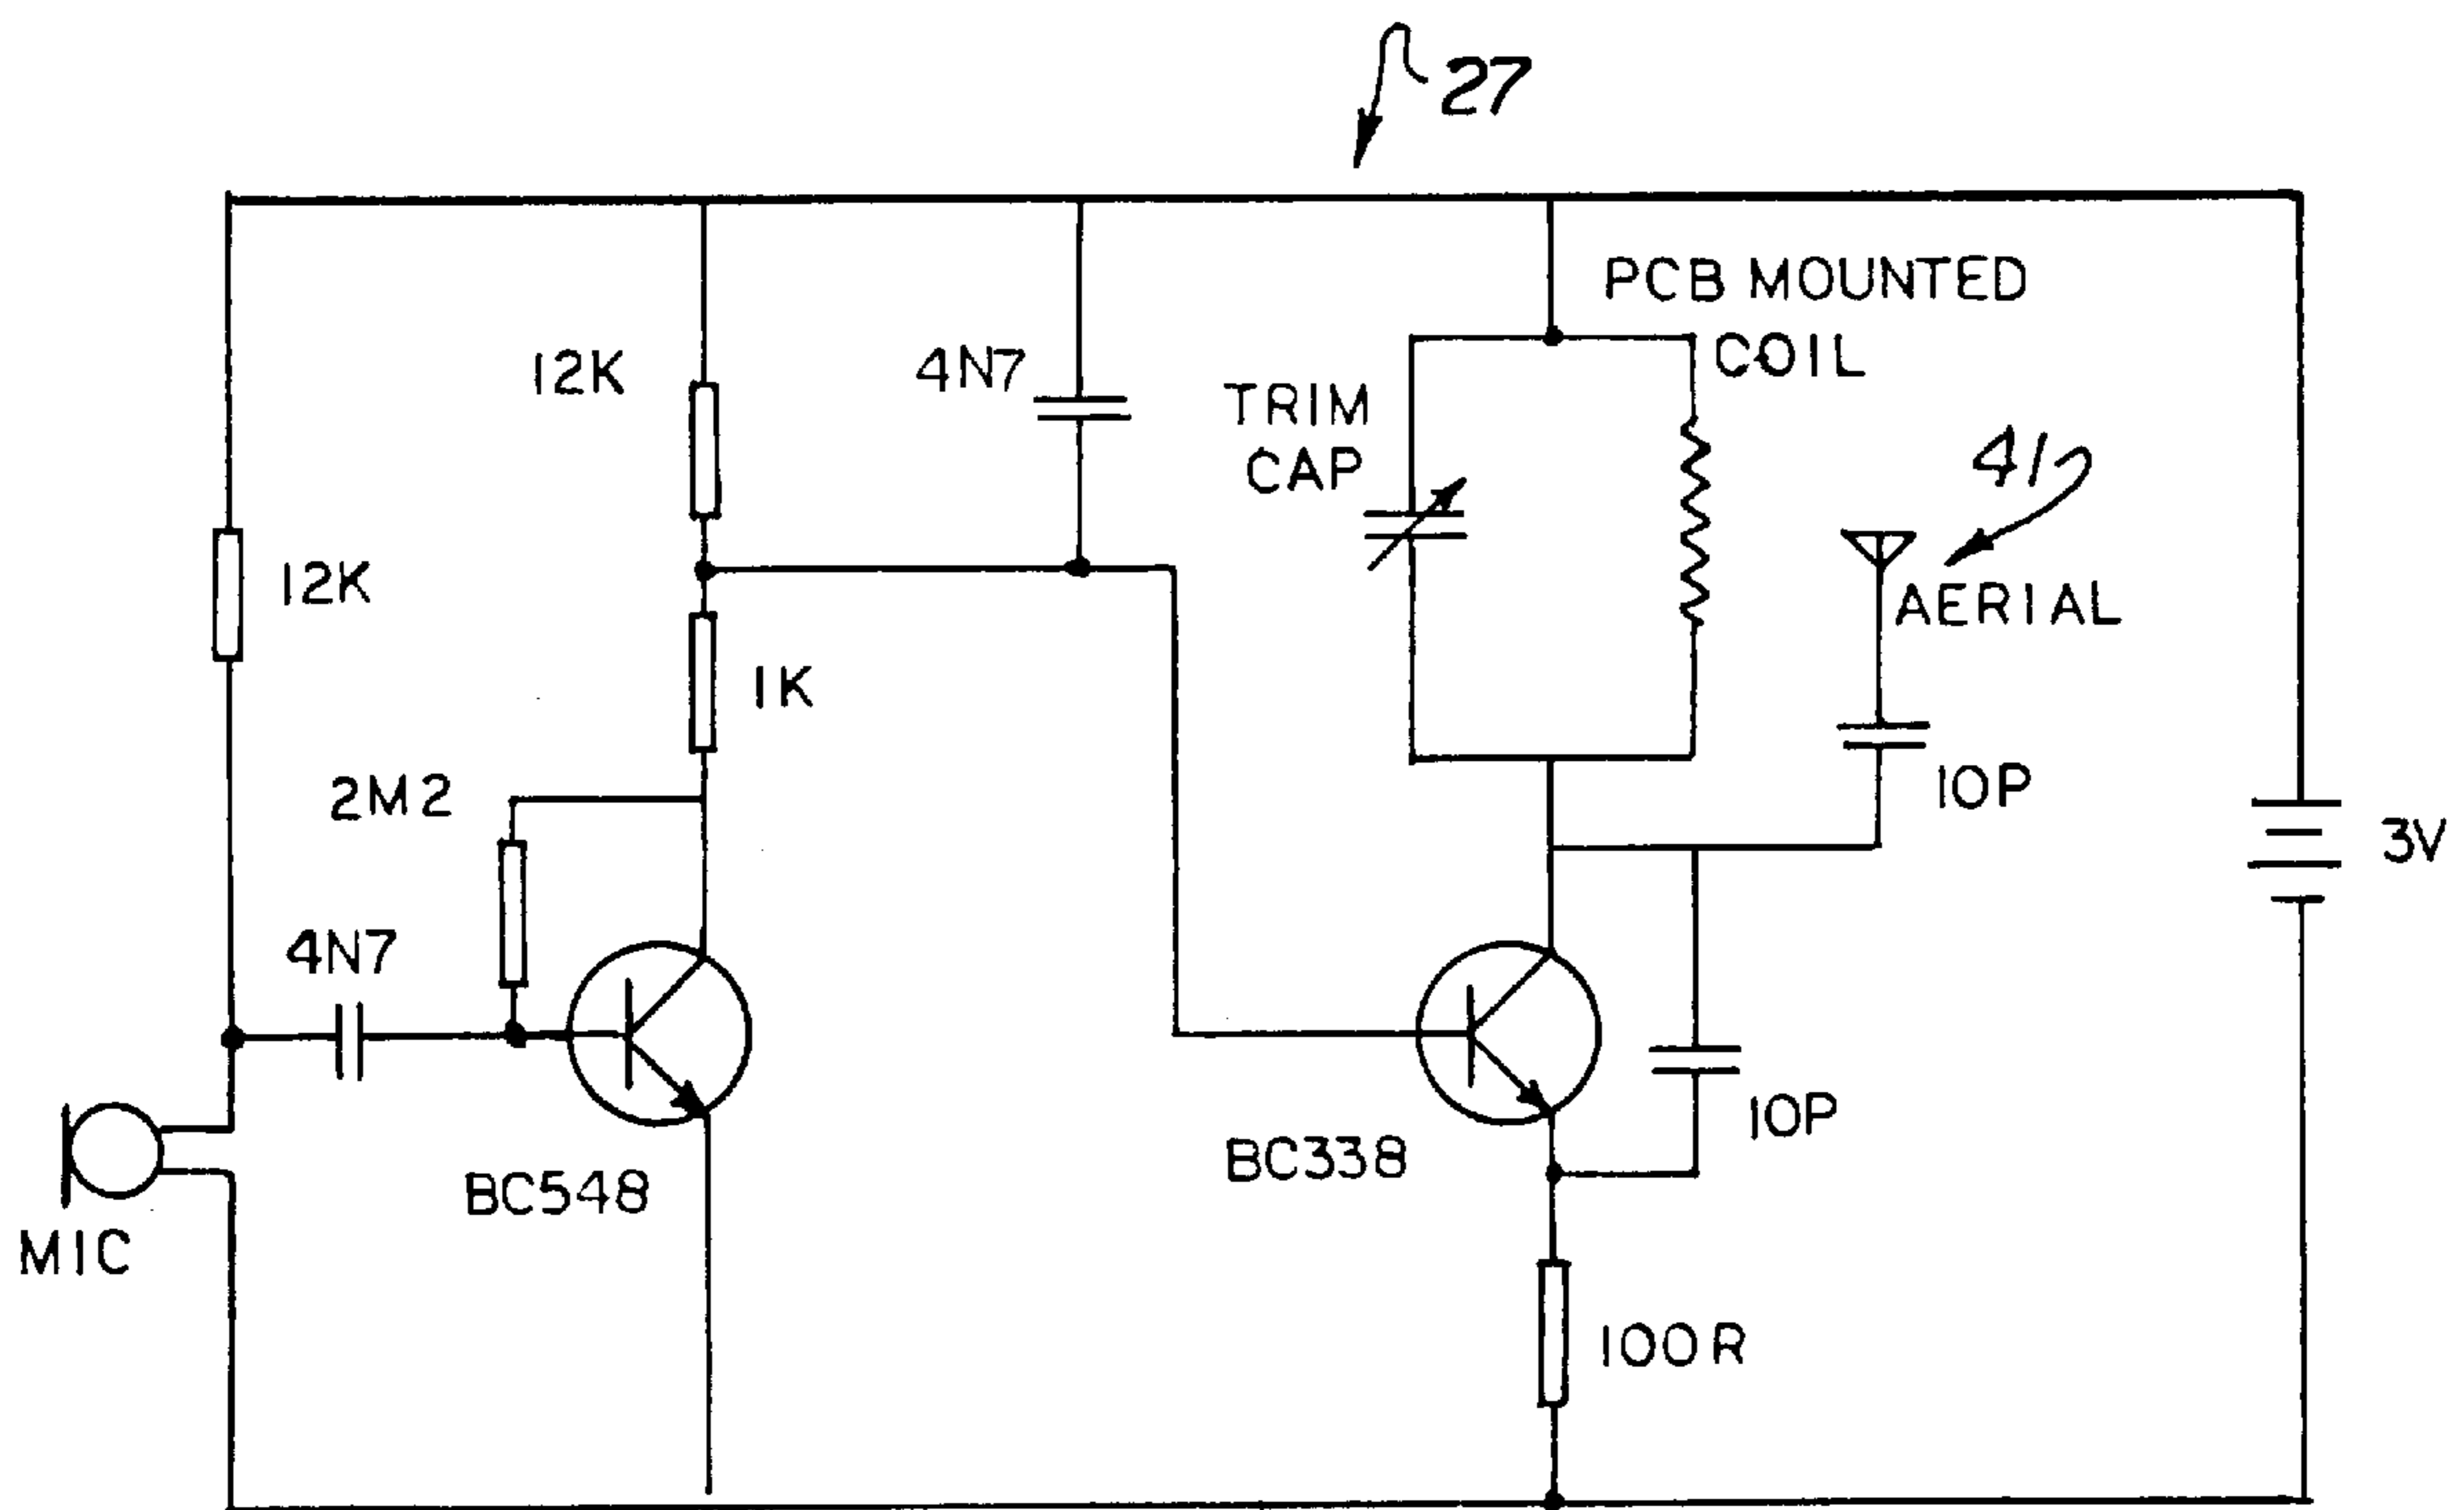 27
PCB MOUNTED
COIL
12K
4N7
TRIM
CAP
41
12K
AERIAL
1K
2M2
10P
3V
4N7
10P
BC548
BC338
MIC
100R